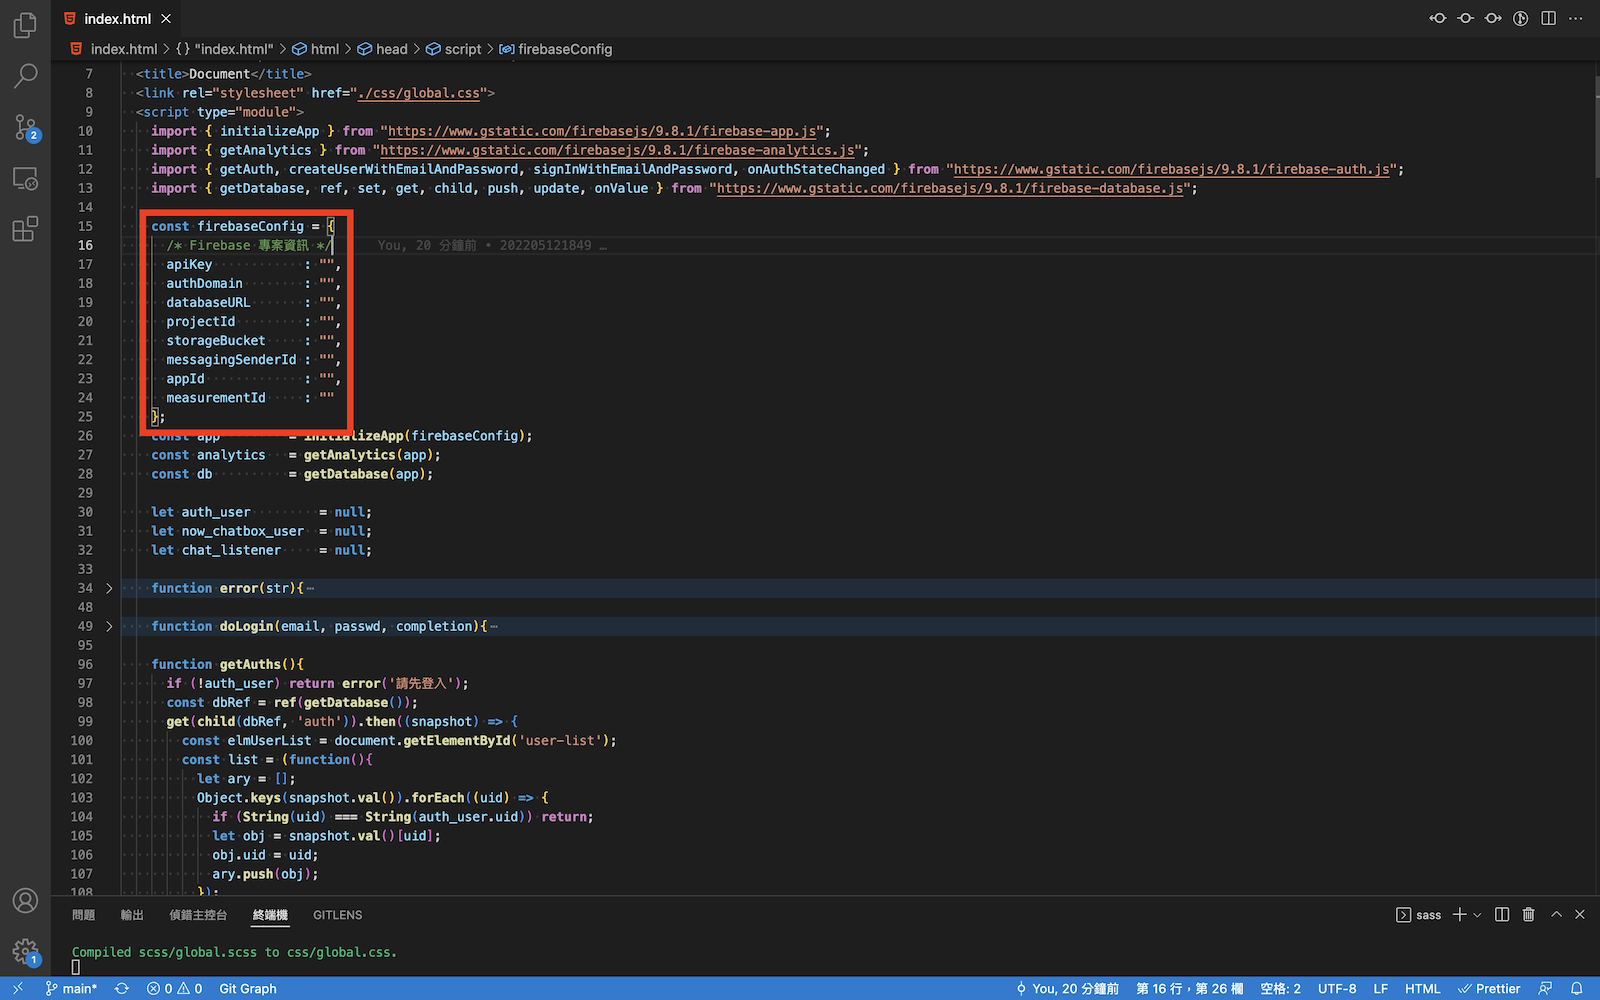 index.html
index.html > {} "index.html" > html > head > script > firebaseConfig
7 <title>Document</title>
8 <link rel="stylesheet" href="./css/global.css">
9 <script type="module">
10 import { initializeApp } from "https://www.gstatic.com/firebasejs/9.8.1/firebase-app.js";
11 import { getAnalytics } from "https://www.gstatic.com/firebasejs/9.8.1/firebase-analytics.js";
12 import { getAuth, createUserWithEmailAndPassword, signInWithEmailAndPassword, onAuthStateChanged } from "https://www.gstatic.com/firebasejs/9.8.1/firebase-auth.js";
13 import { getDatabase, ref, set, get, child, push, update, onValue } from "https://www.gstatic.com/firebasejs/9.8.1/firebase-database.js";
14
15 const firebaseConfig = {
16 /* Firebase 專案資訊 */ You, 20 分鐘前 • 202205121849 …
17 apiKey : "",
18 authDomain : "",
19 databaseURL : "",
20 projectId : "",
21 storageBucket : "",
22 messagingSenderId : "",
23 appId : "",
24 measurementId : ""
25 };
26 const app = initializeApp(firebaseConfig);
27 const analytics = getAnalytics(app);
28 const db = getDatabase(app);
29
30 let auth_user = null;
31 let now_chatbox_user = null;
32 let chat_listener = null;
33
34 function error(str){…
48
49 function doLogin(email, passwd, completion){…
95
96 function getAuths(){
97 if (!auth_user) return error('請先登入');
98 const dbRef = ref(getDatabase());
99 get(child(dbRef, 'auth')).then((snapshot) => {
100 const elmUserList = document.getElementById('user-list');
101 const list = (function(){
102 let ary = [];
103 Object.keys(snapshot.val()).forEach((uid) => {
104 if (String(uid) === String(auth_user.uid)) return;
105 let obj = snapshot.val()[uid];
106 obj.uid = uid;
107 ary.push(obj);
108 });
問題 輸出 偵錯主控台 終端機 GITLENS sass
Compiled scss/global.scss to css/global.css.
2
1
main* 0 0 Git Graph You, 20 分鐘前 第 16 行，第 26 欄 空格: 2 UTF-8 LF HTML Prettier